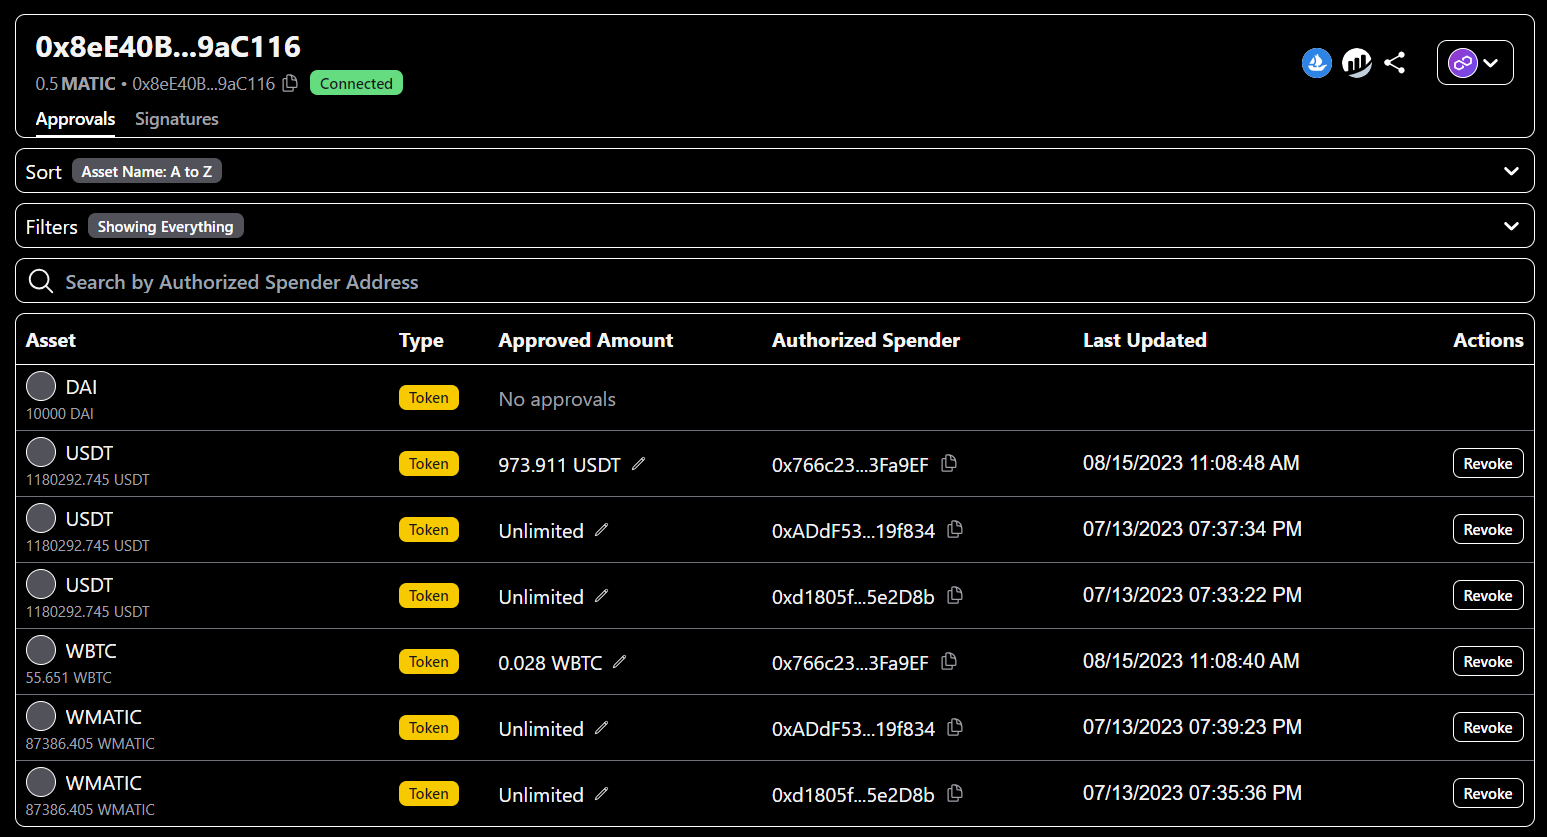 0x8eE40B...9aC116
0.5 MATIC • 0x8eE40B...9aC116 Connected
Approvals Signatures
Sort Asset Name: A to Z
Filters Showing Everything
Search by Authorized Spender Address
Asset Type Approved Amount Authorized Spender Last Updated Actions
DAI Token No approvals
10000 DAI
USDT Token 973.911 USDT 0x766c23...3Fa9EF 08/15/2023 11:08:48 AM Revoke
1180292.745 USDT
USDT Token Unlimited 0xADdF53...19f834 07/13/2023 07:37:34 PM Revoke
1180292.745 USDT
USDT Token Unlimited 0xd1805f...5e2D8b 07/13/2023 07:33:22 PM Revoke
1180292.745 USDT
WBTC Token 0.028 WBTC 0x766c23...3Fa9EF 08/15/2023 11:08:40 AM Revoke
55.651 WBTC
WMATIC Token Unlimited 0xADdF53...19f834 07/13/2023 07:39:23 PM Revoke
87386.405 WMATIC
WMATIC Token Unlimited 0xd1805f...5e2D8b 07/13/2023 07:35:36 PM Revoke
87386.405 WMATIC